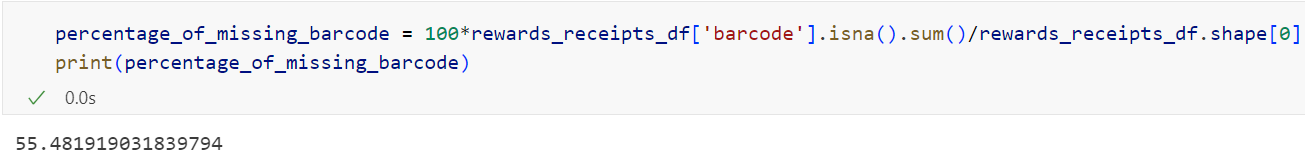 percentage_of_missing_barcode = 100*rewards_receipts_df['barcode'].isna().sum()/rewards_receipts_df.shape[0]
print(percentage_of_missing_barcode)
0.0s
55.481919031839794